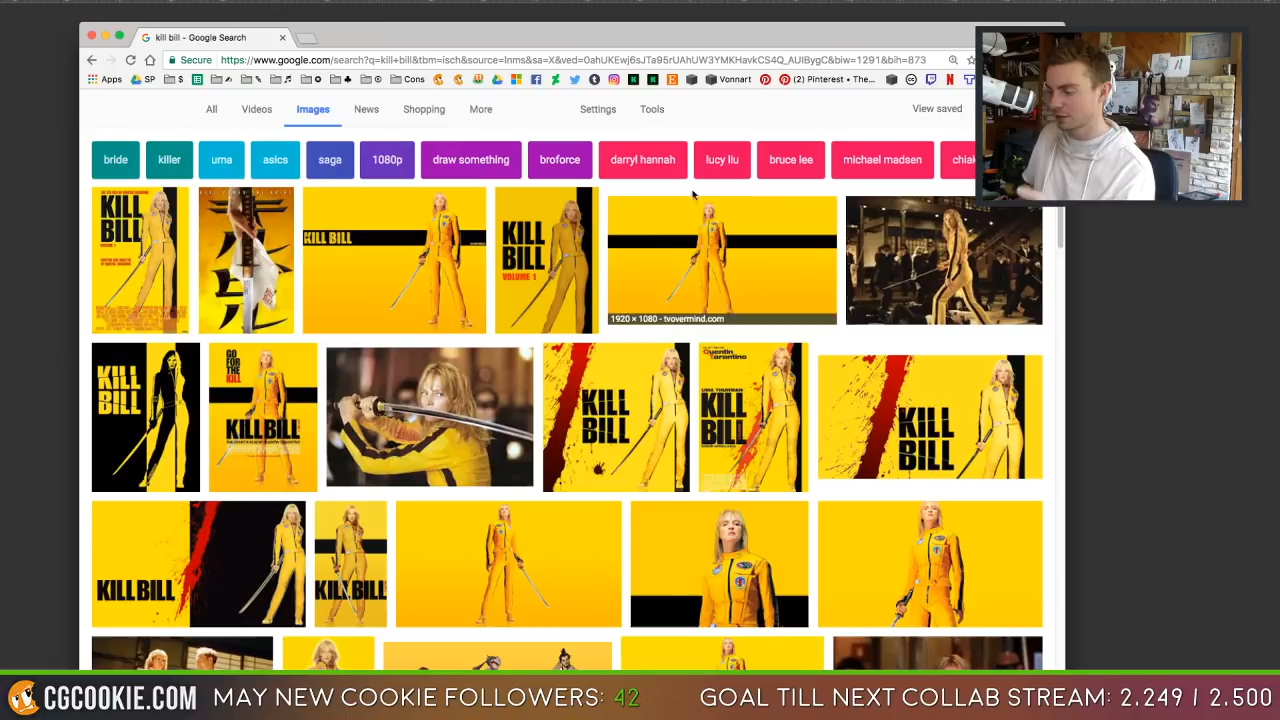 kill bill - Google Search
Secure https://www.google.com/search?q=kill+bill&tbm=isch&source=lnms&sa=X&ved=0ahUKEwj6sJTa95rUAhUW3YMKHavkCS4Q_AUIBygC&biw=1291&bih=873
Apps SP Cons Vonnart (2) Pinterest • The...
All Videos Images News Shopping More Settings Tools View saved
bride killer uma asics saga 1080p draw something broforce darryl hannah lucy liu bruce lee michael madsen
KILL BILL
VOLUME 1
KILL BILL
KILL BILL
VOLUME 1
1920 × 1080 - tvovermind.com
KILL BILL
GO FOR THE KILL
KILL BILL
KILL BILL
Quentin Tarantino
UMA THURMAN
KILL BILL
KILL BILL
KILL BILL
KILL BILL
CGCOOKIE.COM MAY NEW COOKIE FOLLOWERS: 42 GOAL TILL NEXT COLLAB STREAM: 2.249 / 2.500